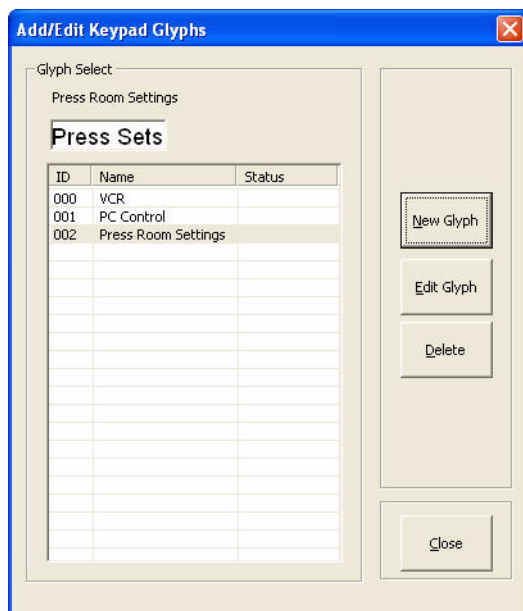 Add/Edit Keypad Glyphs
Glyph Select
Press Room Settings
Press Sets
ID Name Status
000 VCR
001 PC Control
002 Press Room Settings
New Glyph
Edit Glyph
Delete
Close